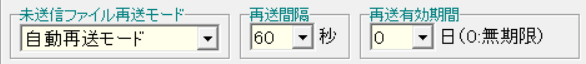 未送信ファイル再送モード
自動再送モード
再送間隔
60 秒
再送有効期間
0 日(0:無期限)